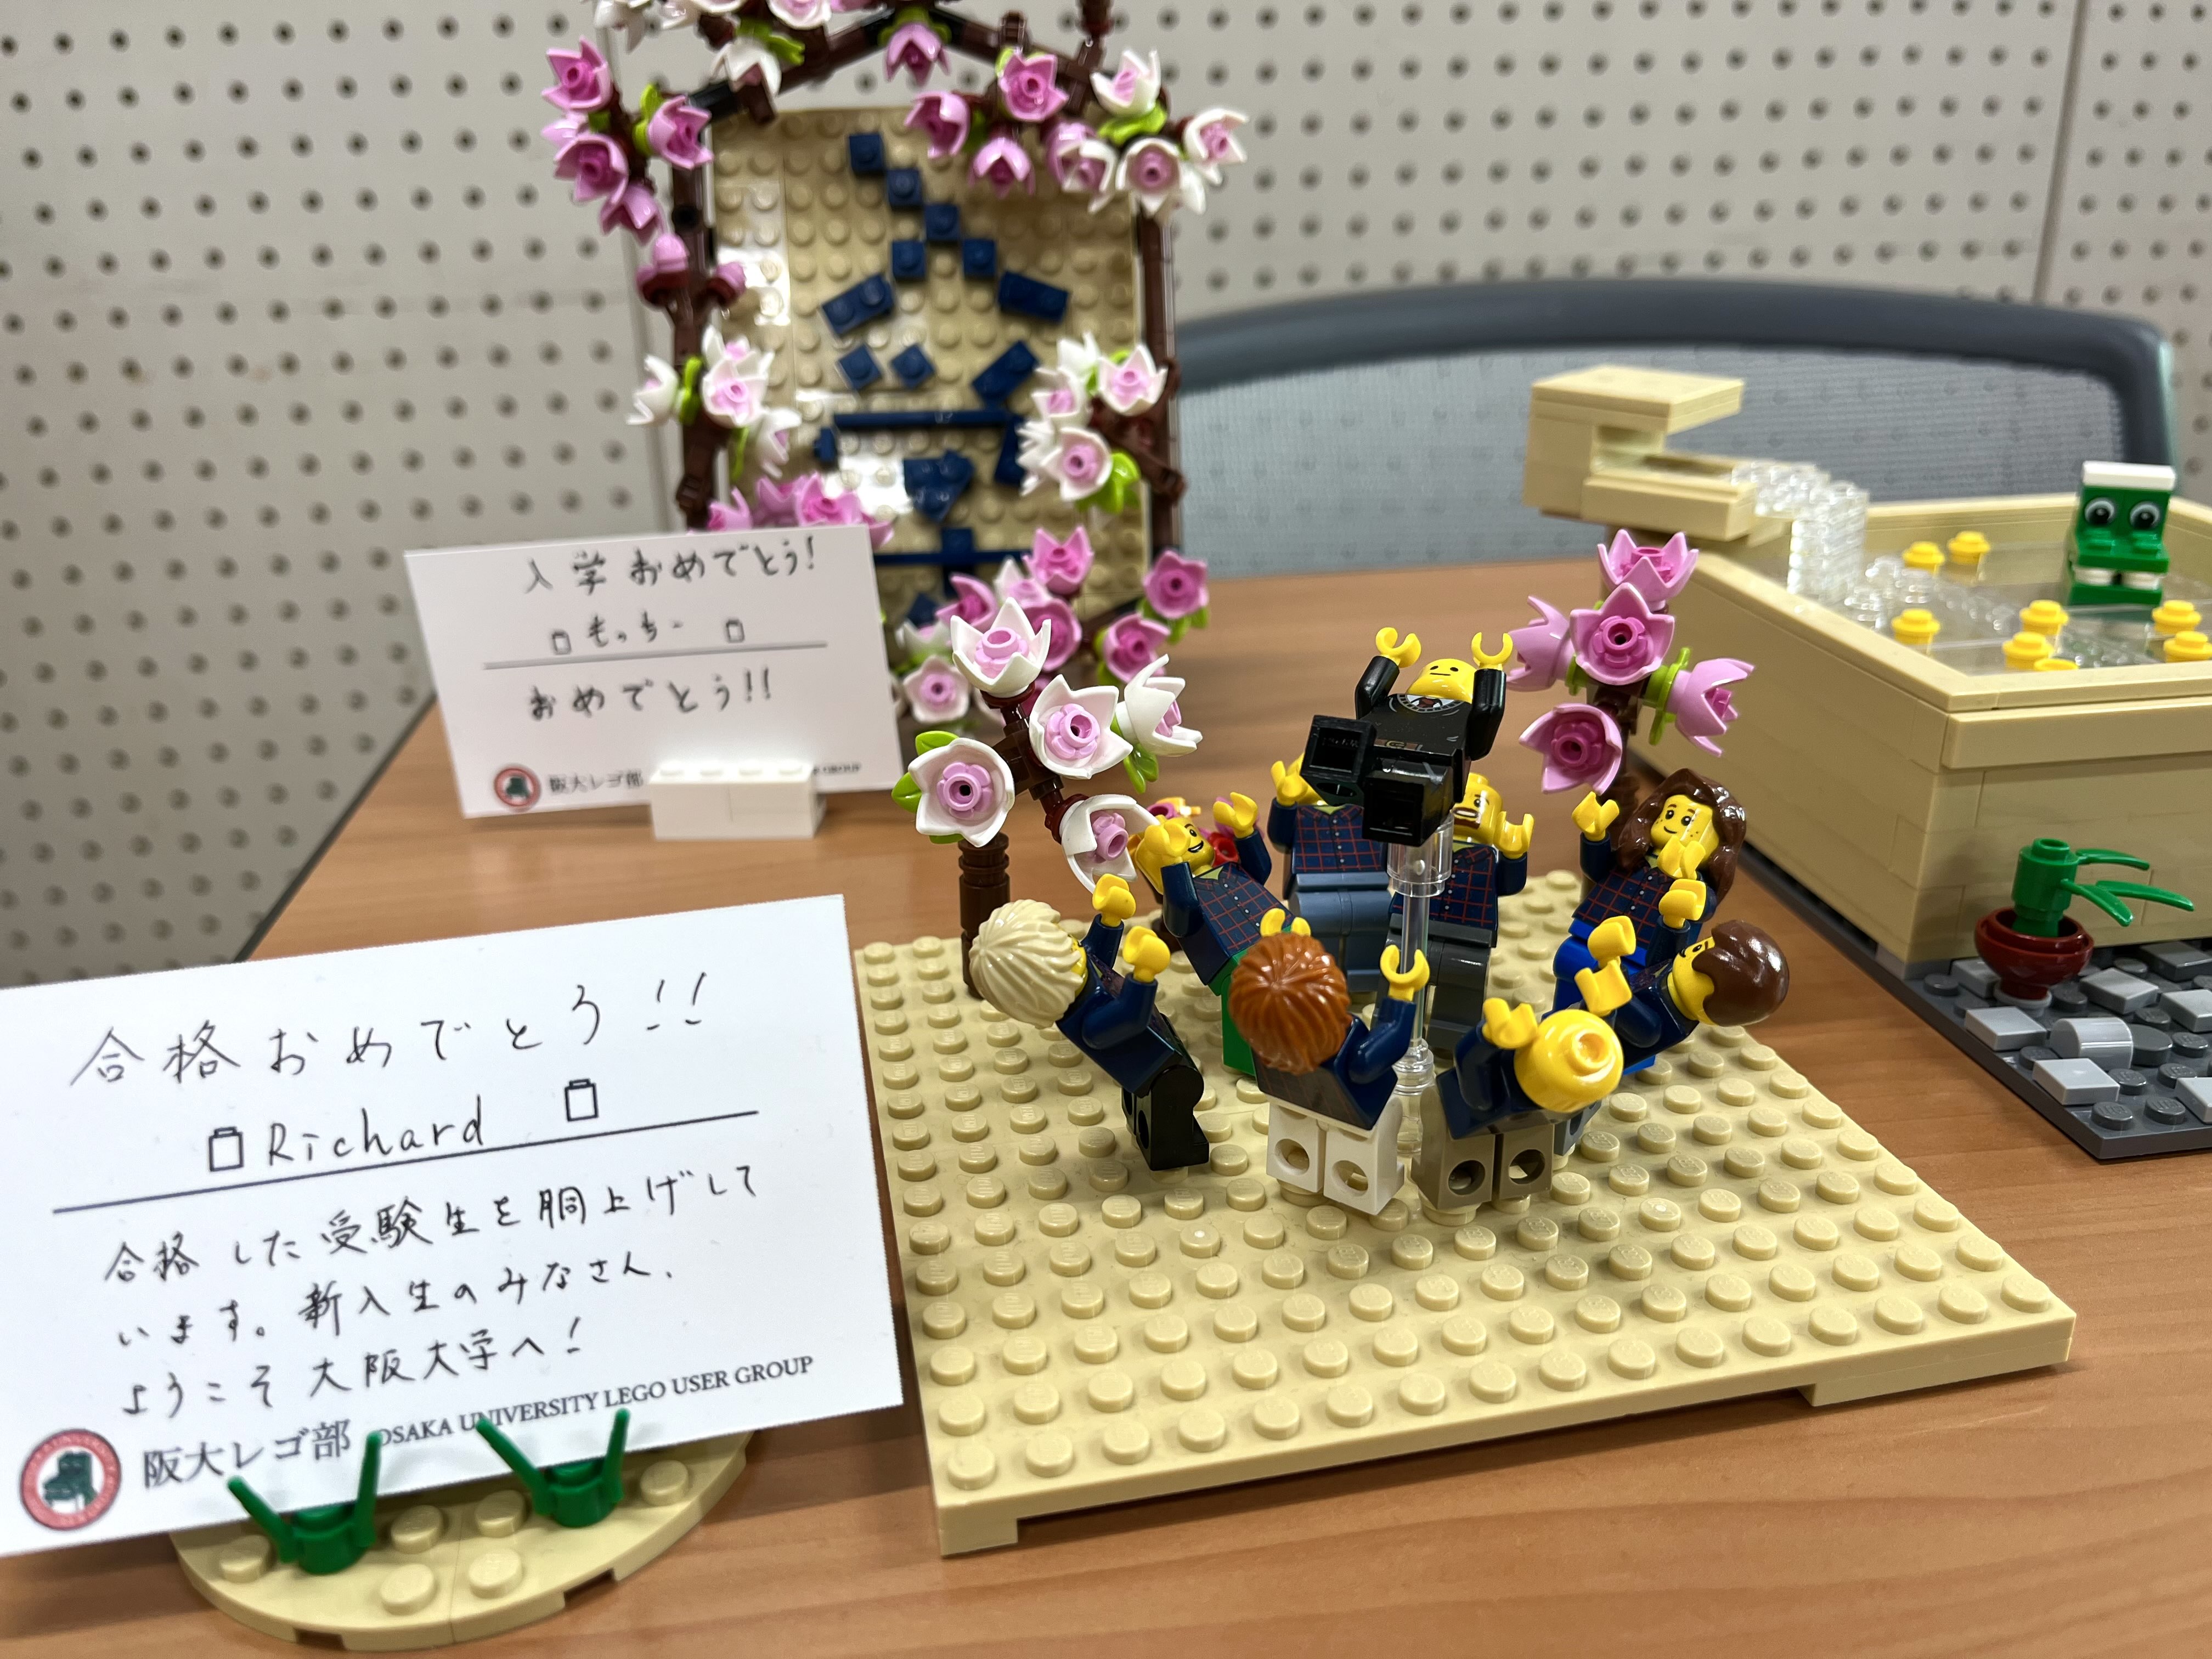 入学おめでとう!
もっちー
おめでとう!!
阪大レゴ部 GROUP
合格おめでとう!!
Richard
合格した受験生を胴上げして
います。新入生のみなさん、
ようこそ大阪大学へ!
阪大レゴ部 OSAKA UNIVERSITY LEGO USER GROUP